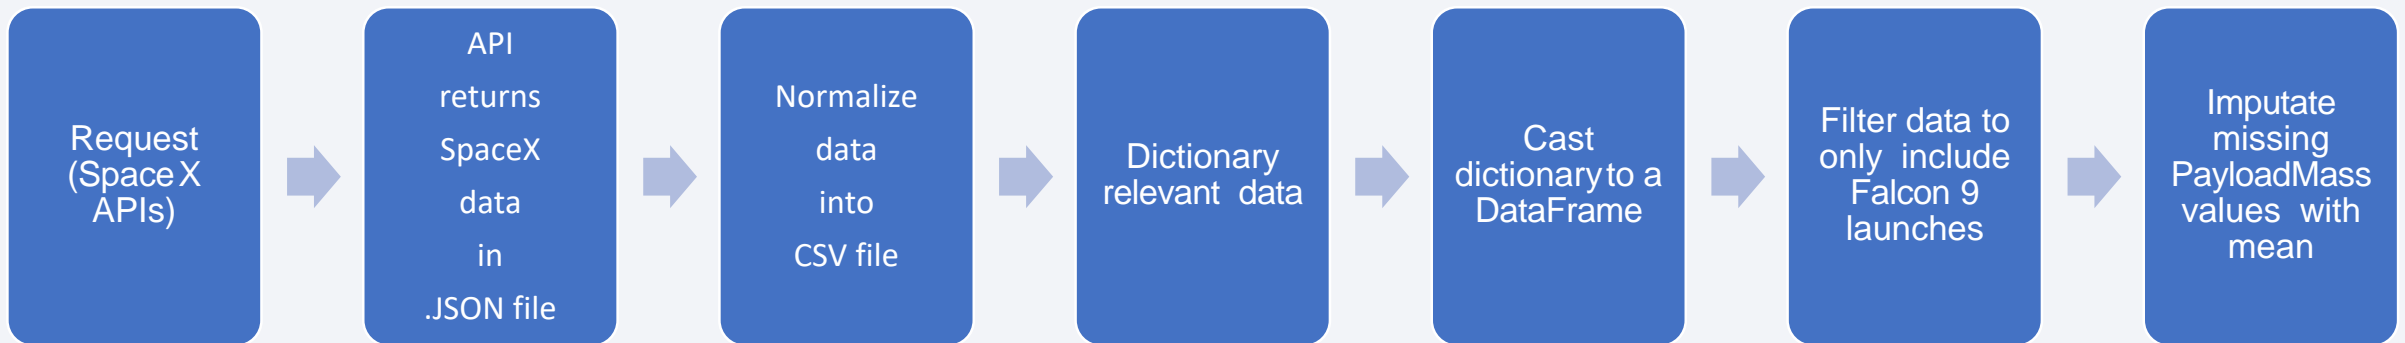 Request
(Space X
APIs)
API
returns
SpaceX
data
in
.JSON file
Normalize
data
into
CSV file
Dictionary
relevant data
Cast
dictionary to a
DataFrame
Filter data to
only include
Falcon 9
launches
Imputate
missing
PayloadMass
values with
mean